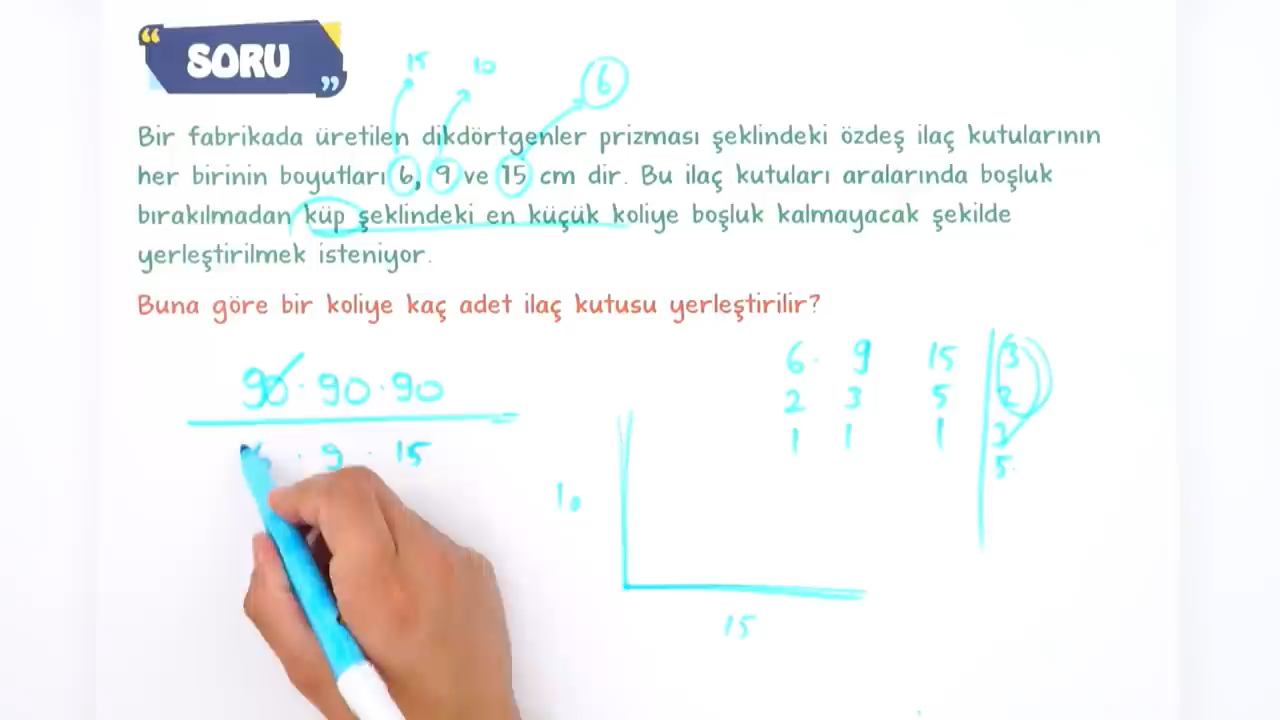 “ SORU ”
15 10 6
Bir fabrikada üretilen dikdörtgenler prizması şeklindeki özdeş ilaç kutularının
her birinin boyutları 6, 9 ve 15 cm dir. Bu ilaç kutuları aralarında boşluk
bırakılmadan küp şeklindeki en küçük koliye boşluk kalmayacak şekilde
yerleştirilmek isteniyor.
Buna göre bir koliye kaç adet ilaç kutusu yerleştirilir?
6 9 15 3
90 · 90 · 90
2 3 5 2
1 1 1
· 9 · 15
5
10
15